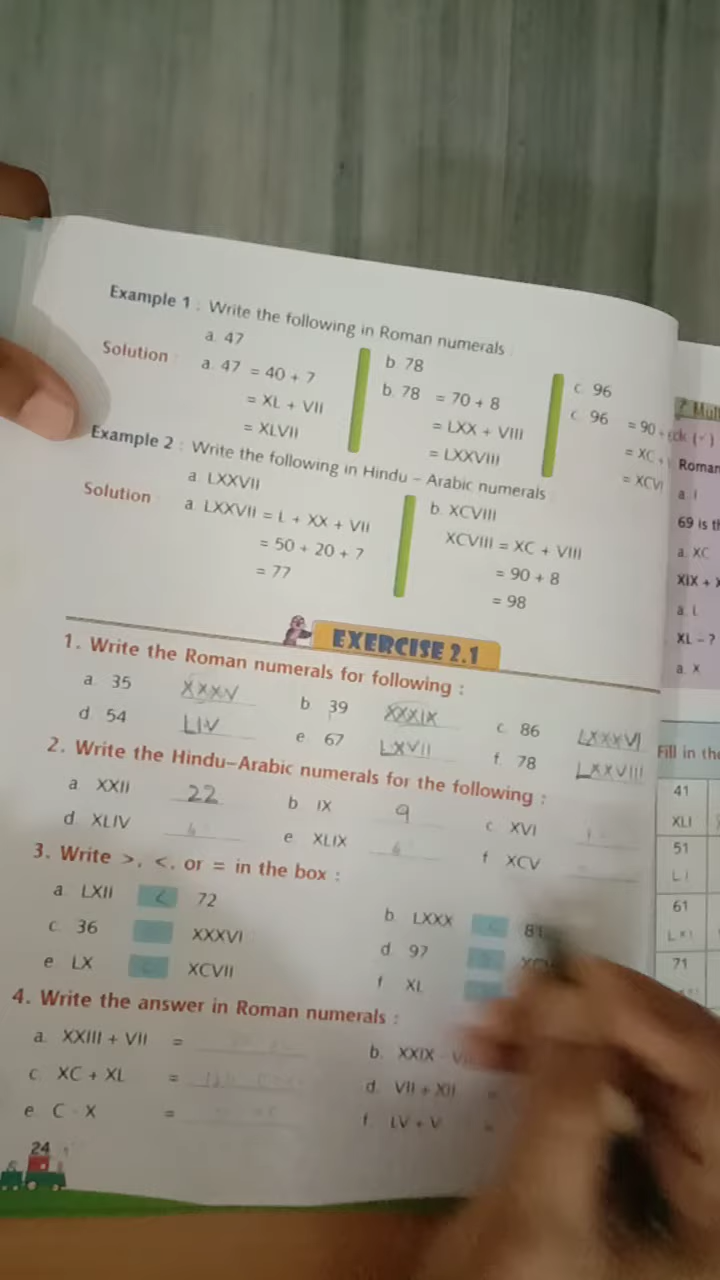 Example 1 : Write the following in Roman numerals
a. 47 b. 78 c. 96
Solution a. 47 = 40 + 7 b. 78 = 70 + 8 c. 96 = 90
= XL + VII = LXX + VIII = XC +
= XLVII = LXXVIII = XCVI
Example 2 : Write the following in Hindu - Arabic numerals
a. LXXVII b. XCVIII
Solution a. LXXVII = L + XX + VII XCVIII = XC + VIII
= 50 + 20 + 7 = 90 + 8
= 77 = 98
EXERCISE 2.1
1. Write the Roman numerals for following :
a. 35 XXXV b. 39 XXXIX c. 86 LXXXVI
d. 54 LIV e. 67 LXVII f. 78 LXXVIII
2. Write the Hindu-Arabic numerals for the following :
a. XXII 22 b. IX 9 c. XVI
d. XLIV e. XLIX f. XCV
3. Write >, <, or = in the box :
a. LXII < 72 b. LXXX 81
c. 36 XXXVI d. 97
e. LX XCVII f. XL
4. Write the answer in Roman numerals :
a. XXIII + VII = b. XXIX
c. XC + XL = d. VII + XII =
e. C - X = f. LV + V =
24
Roman
a. I
69 is
a. XC
XIX +
a. L
XL - ?
a. X
Fill in the
41
XLI
51
LI
61
LXI
71